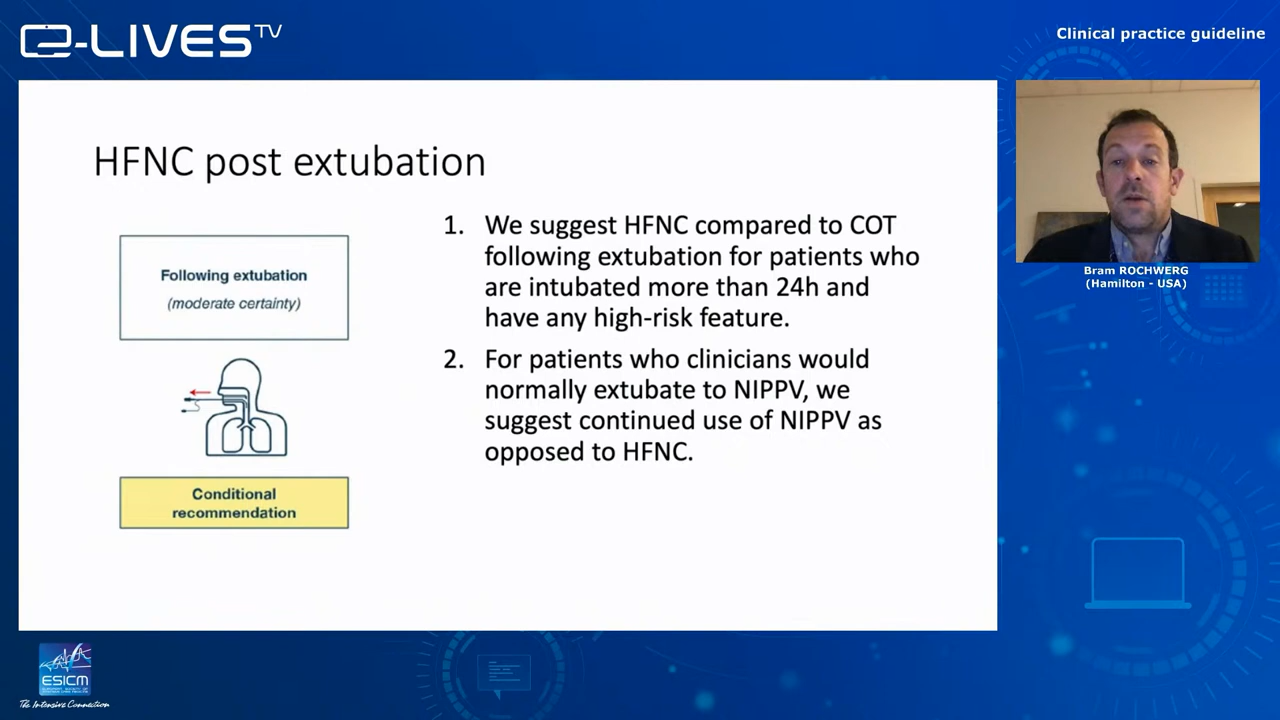 e-LIVES TV
Clinical practice guideline
HFNC post extubation
Following extubation
(moderate certainty)
Conditional
recommendation
1. We suggest HFNC compared to COT
following extubation for patients who
are intubated more than 24h and
have any high-risk feature.
2. For patients who clinicians would
normally extubate to NIPPV, we
suggest continued use of NIPPV as
opposed to HFNC.
Bram ROCHWERG
(Hamilton - USA)
ESICM
The Intensive Connection